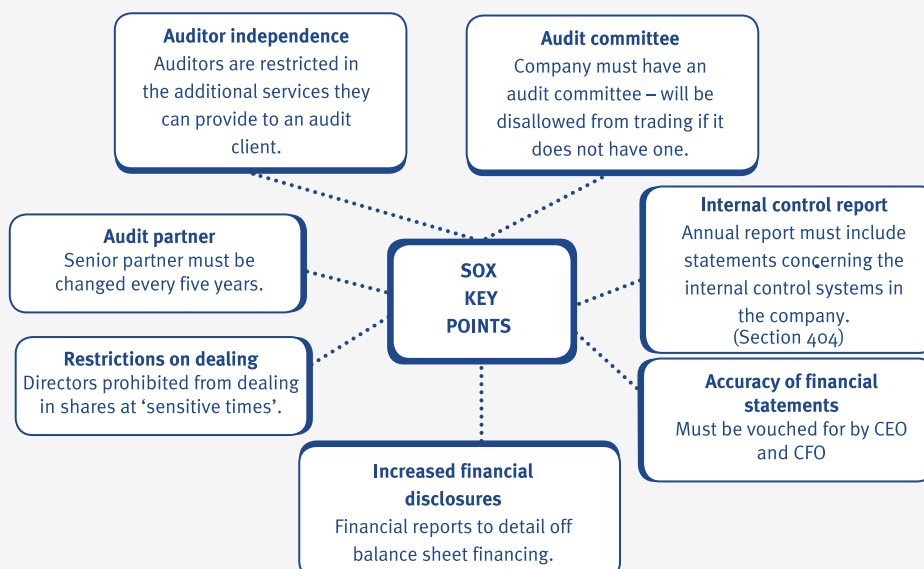 Auditor independence
Auditors are restricted in
the additional services they
can provide to an audit
client.
Audit committee
Company must have an
audit committee – will be
disallowed from trading if it
does not have one.
Audit partner
Senior partner must be
changed every five years.
SOX
KEY
POINTS
Internal control report
Annual report must include
statements concerning the
internal control systems in
the company.
(Section 404)
Restrictions on dealing
Directors prohibited from dealing
in shares at ‘sensitive times’.
Accuracy of financial
statements
Must be vouched for by CEO
and CFO
Increased financial
disclosures
Financial reports to detail off
balance sheet financing.